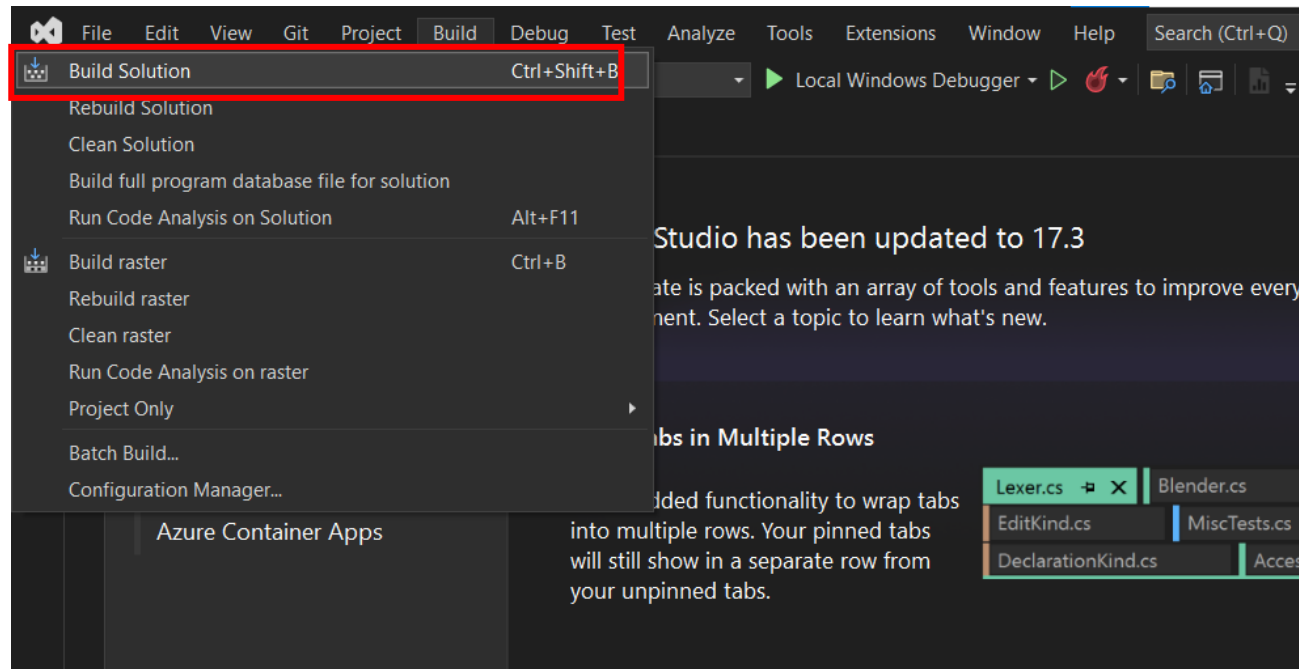 File Edit View Git Project Build Debug Test Analyze Tools Extensions Window Help Search (Ctrl+Q)
Build Solution Ctrl+Shift+B
Local Windows Debugger
Rebuild Solution
Clean Solution
Build full program database file for solution
Run Code Analysis on Solution Alt+F11
Studio has been updated to 17.3
Build raster Ctrl+B
Rebuild raster
is packed with an array of tools and features to improve every
Clean raster
Select a topic to learn what's new.
Run Code Analysis on raster
Project Only
in Multiple Rows
Batch Build...
Configuration Manager...
functionality to wrap tabs
into multiple rows. Your pinned tabs
will still show in a separate row from
your unpinned tabs.
Lexer.cs Blender.cs
EditKind.cs MiscTests.cs
DeclarationKind.cs
Azure Container Apps